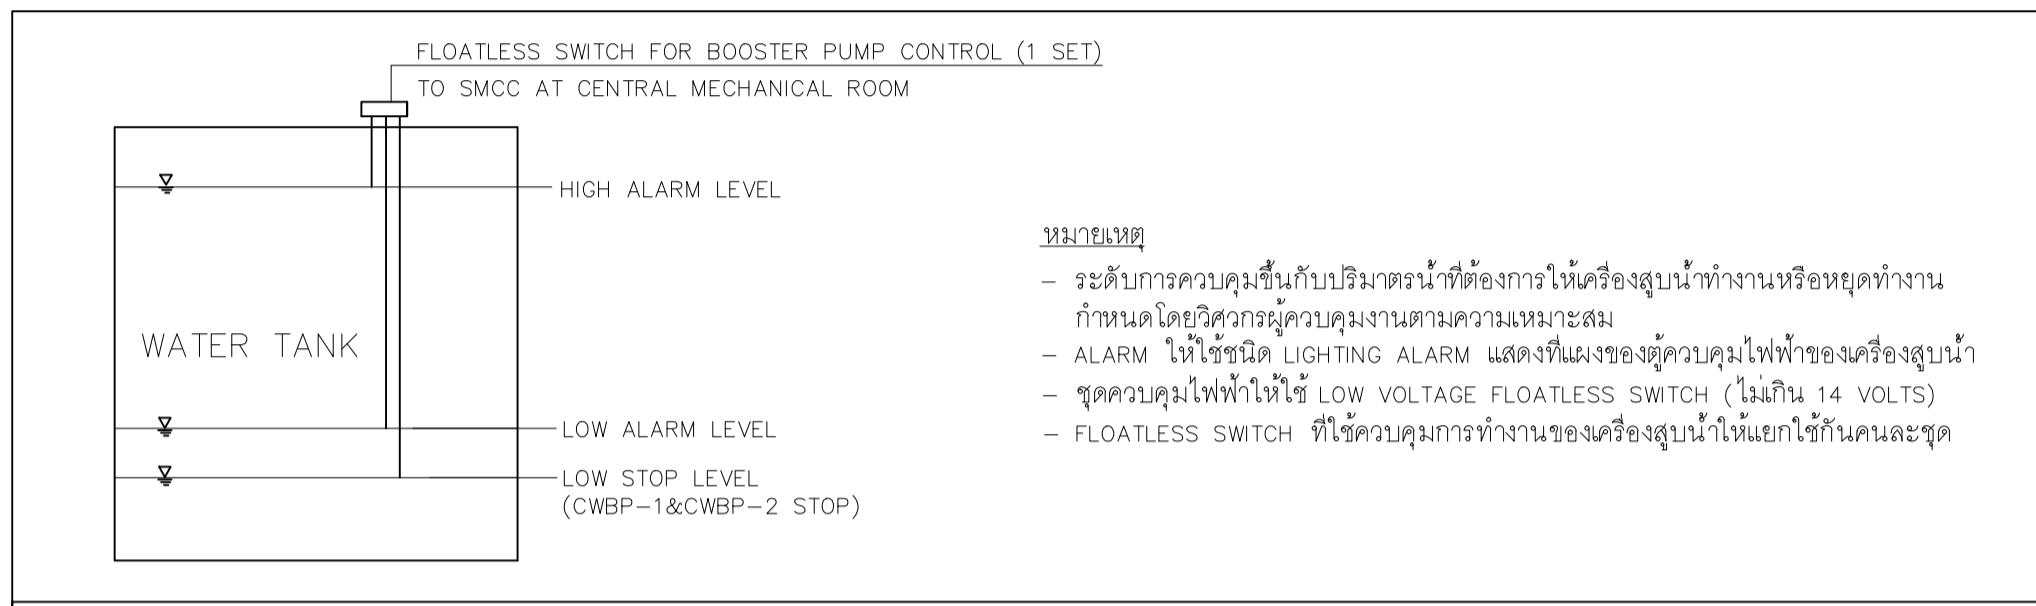 FLOATLESS SWITCH FOR BOOSTER PUMP CONTROL (1 SET)
TO SMCC AT CENTRAL MECHANICAL ROOM
HIGH ALARM LEVEL
WATER TANK
LOW ALARM LEVEL
LOW STOP LEVEL
(CWBP-1&CWBP-2 STOP)
หมายเหตุ
- ระดับการควบคุมขึ้นกับปริมาตรน้ำที่ต้องการให้เครื่องสูบน้ำทำงานหรือหยุดทำงาน
กำหนดโดยวิศวกรผู้ควบคุมงานตามความเหมาะสม
- ALARM ให้ใช้ชนิด LIGHTING ALARM แสดงที่แผงของตู้ควบคุมไฟฟ้าของเครื่องสูบน้ำ
- ชุดควบคุมไฟฟ้าให้ใช้ LOW VOLTAGE FLOATLESS SWITCH (ไม่เกิน 14 VOLTS)
- FLOATLESS SWITCH ที่ใช้ควบคุมการทำงานของเครื่องสูบน้ำให้แยกใช้กันคนละชุด